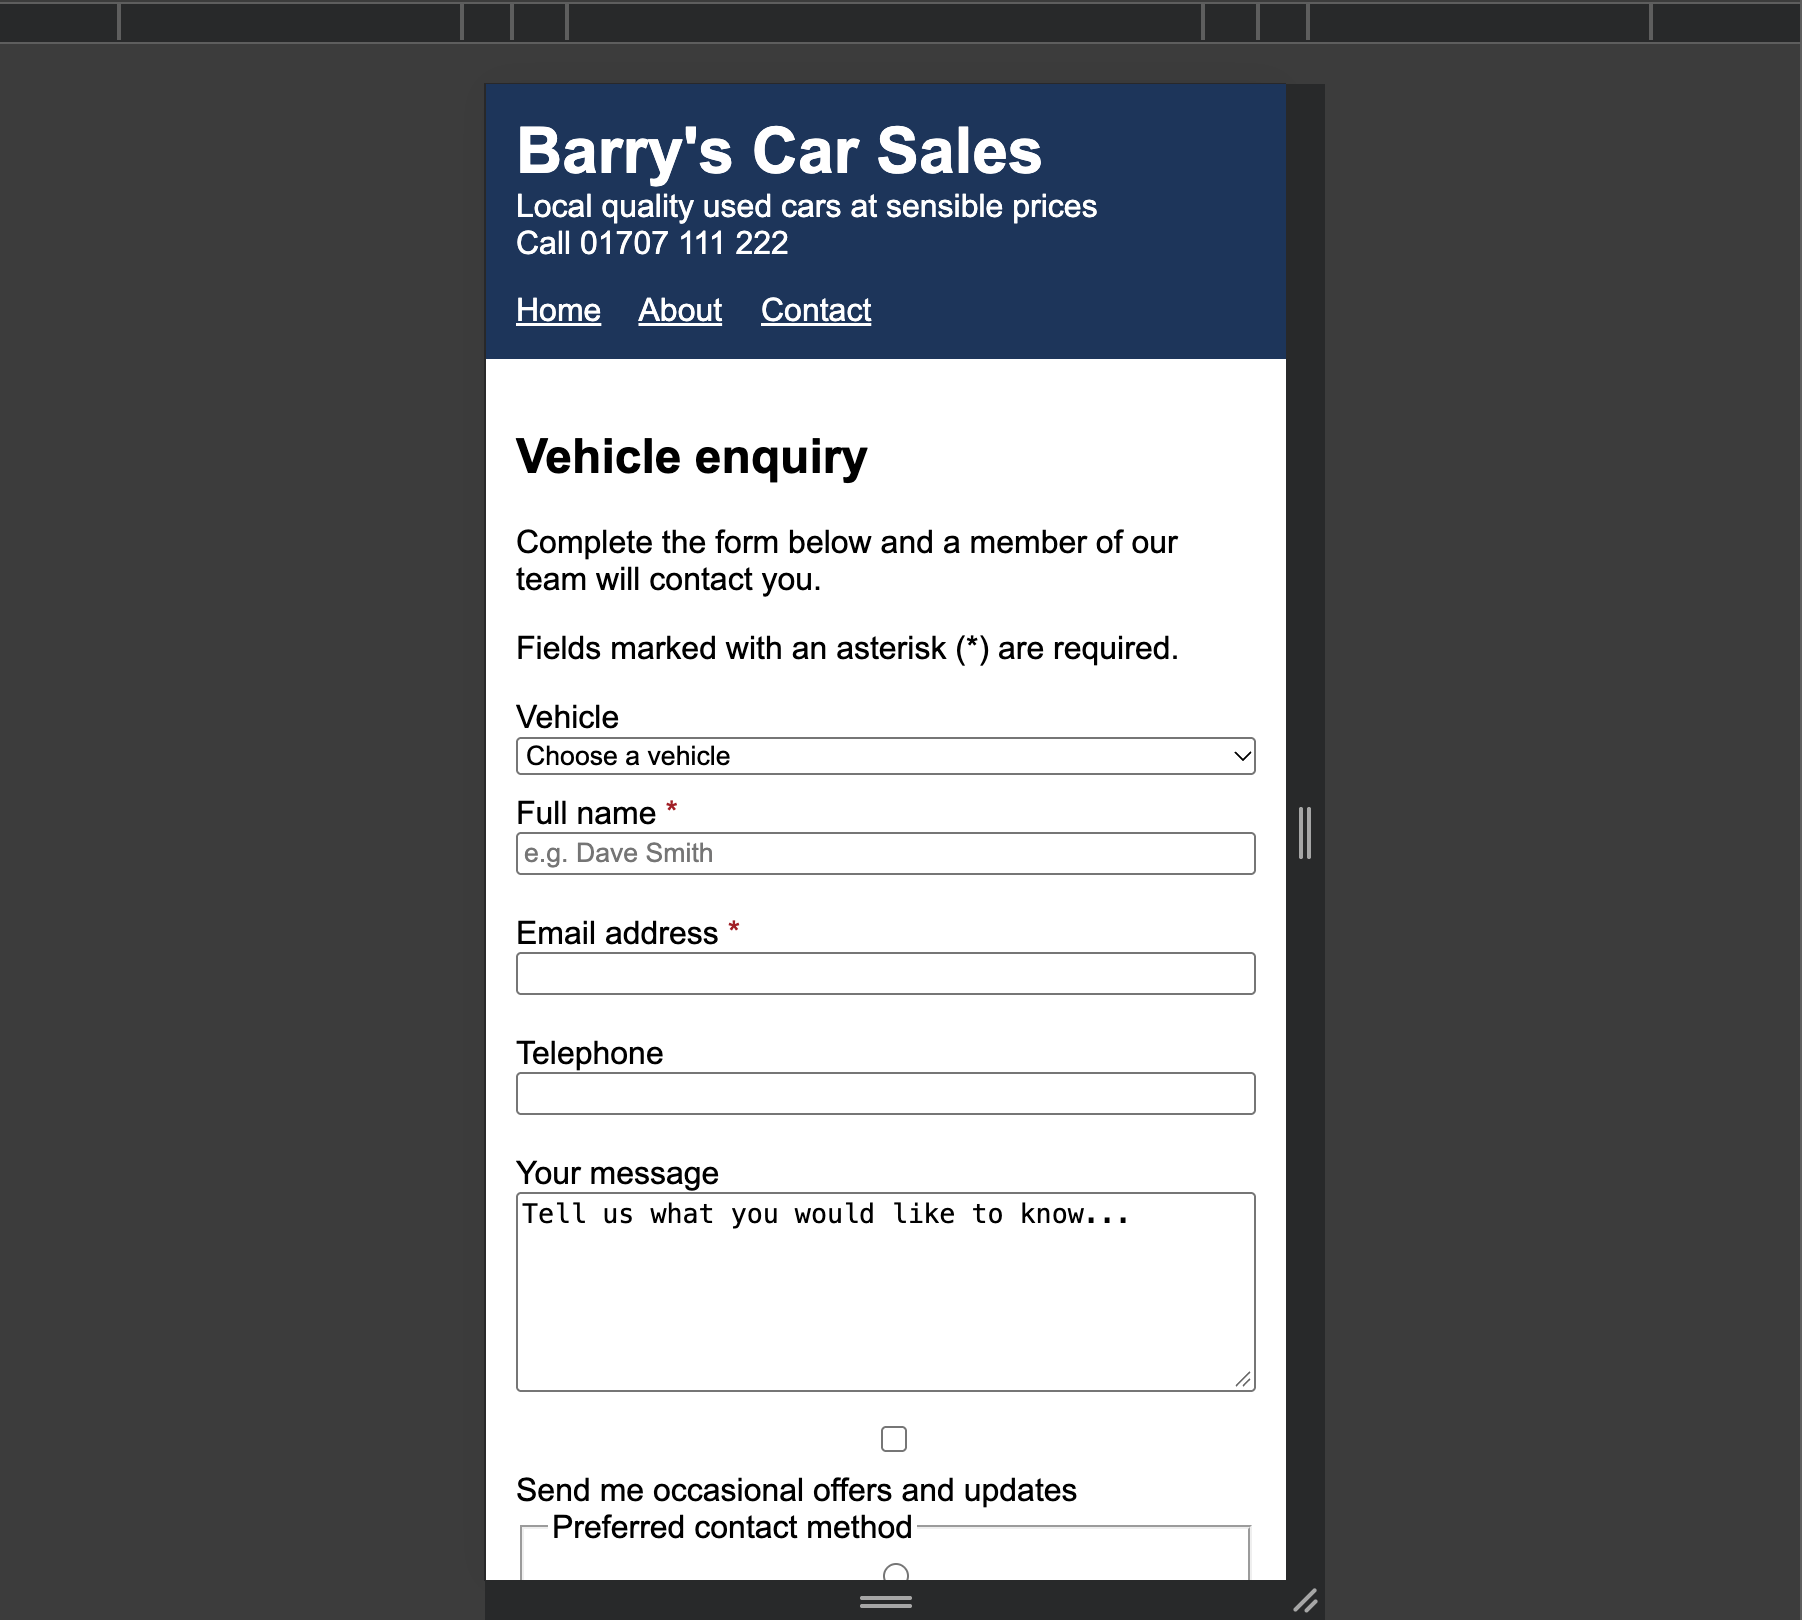 Barry's Car Sales
Local quality used cars at sensible prices
Call 01707 111 222
Home About Contact
Vehicle enquiry
Complete the form below and a member of our
team will contact you.
Fields marked with an asterisk (*) are required.
Vehicle
Choose a vehicle
Full name *
e.g. Dave Smith
Email address *
Telephone
Your message
Tell us what you would like to know...
Send me occasional offers and updates
Preferred contact method